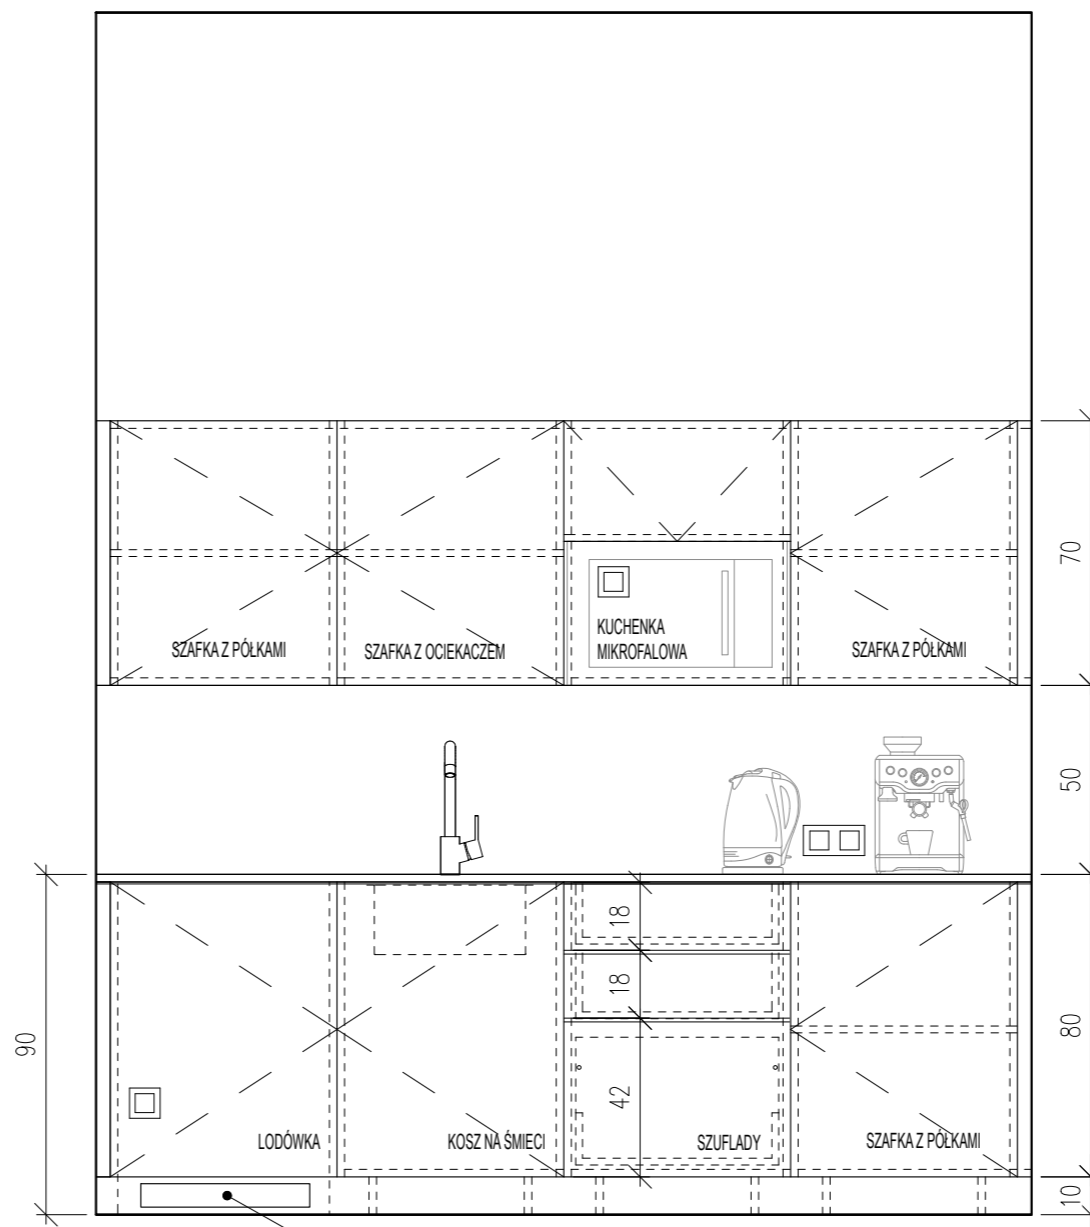 70
SZAFKA Z PÓŁKAMI
SZAFKA Z OCIEKACZEM
KUCHENKA
MIKROFALOWA
SZAFKA Z PÓŁKAMI
50
18
18
42
90
80
LODÓWKA
KOSZ NA ŚMIECI
SZUFLADY
SZAFKA Z PÓŁKAMI
10